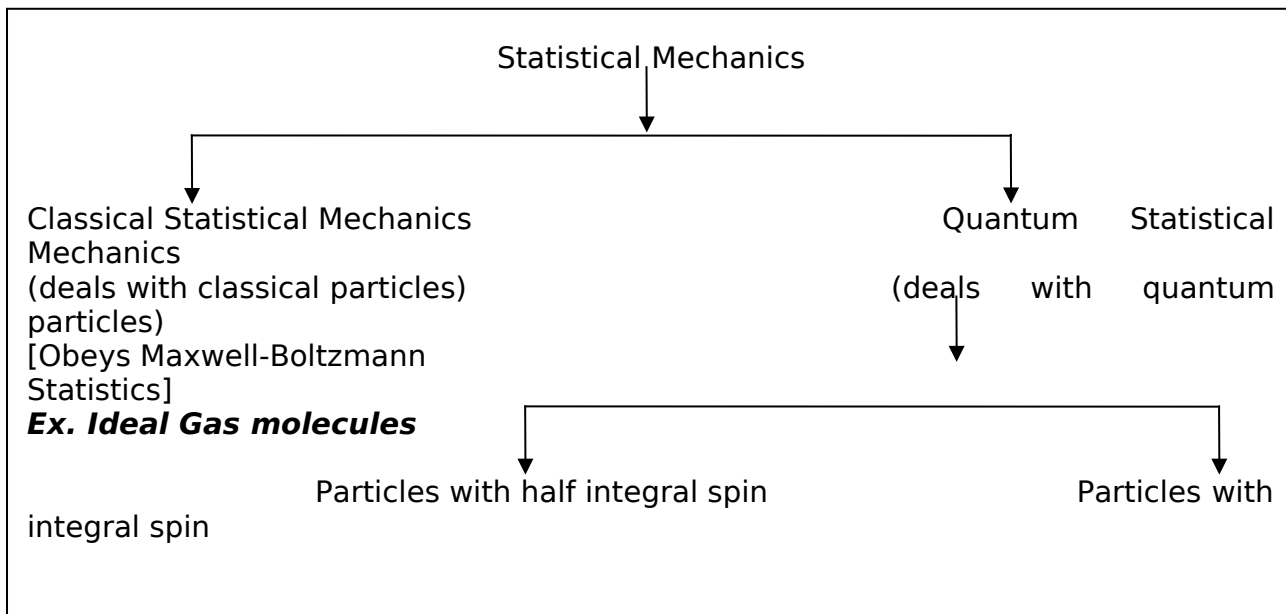 Statistical Mechanics
Classical Statistical Mechanics Quantum Statistical
Mechanics
(deals with classical particles) (deals with quantum
particles)
[Obeys Maxwell-Boltzmann
Statistics]
Ex. Ideal Gas molecules
Particles with half integral spin Particles with
integral spin